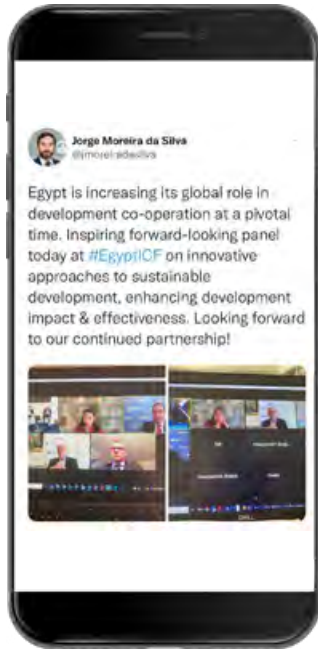 Jorge Moreira da Silva
@jmoreiradasilva
Egypt is increasing its global role in
development co-operation at a pivotal
time. Inspiring forward-looking panel
today at #EgyptICF on innovative
approaches to sustainable
development, enhancing development
impact & effectiveness. Looking forward
to our continued partnership!